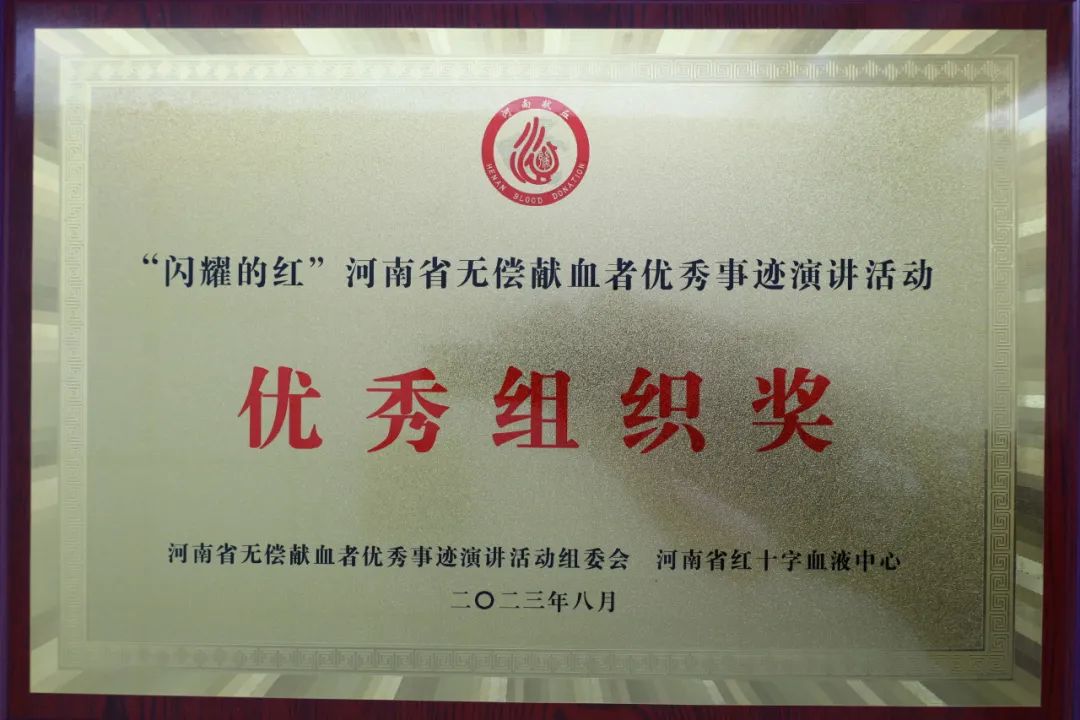 河南献血
HENAN BLOOD DONATION
“闪耀的红”河南省无偿献血者优秀事迹演讲活动
优秀组织奖
河南省无偿献血者优秀事迹演讲活动组委会 河南省红十字血液中心
二〇二三年八月